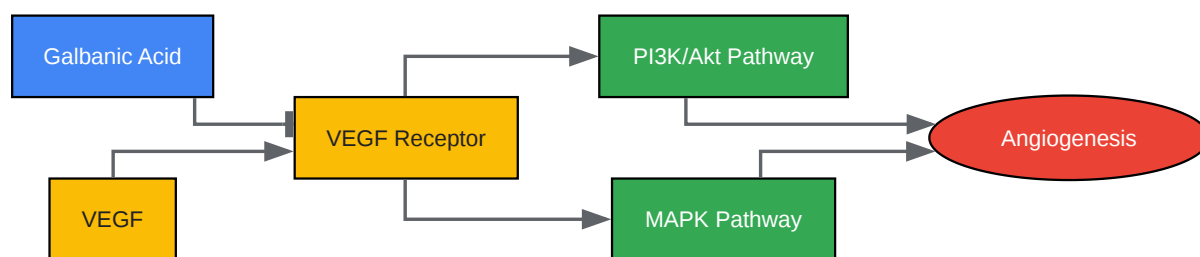 Galbanic Acid
PI3K/Akt Pathway
VEGF Receptor
Angiogenesis
VEGF
MAPK Pathway